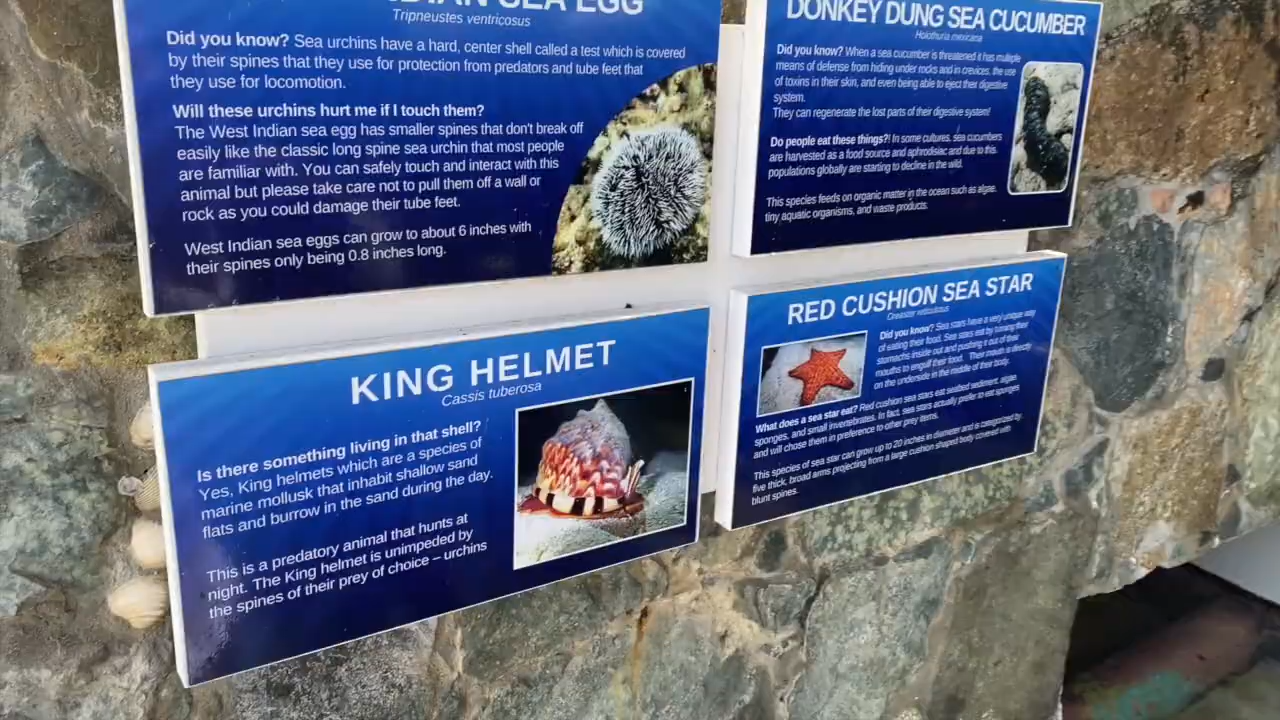 SEA EGG
Tripneustes ventricosus
Did you know? Sea urchins have a hard, center shell called a test which is covered
by their spines that they use for protection from predators and tube feet that
they use for locomotion.
Will these urchins hurt me if I touch them?
The West Indian sea egg has smaller spines that don't break off
easily like the classic long spine sea urchin that most people
are familiar with. You can safely touch and interact with this
animal but please take care not to pull them off a wall or
rock as you could damage their tube feet.
West Indian sea eggs can grow to about 6 inches with
their spines only being 0.8 inches long.
DONKEY DUNG SEA CUCUMBER
Holothuria mexicana
Did you know? When a sea cucumber is threatened it has multiple
means of defense from hiding under rocks and in crevices, the use
of toxins in their skin, and even being able to eject their digestive
system.
They can regenerate the lost parts of their digestive system!
Do people eat these things?! In some cultures, sea cucumbers
are harvested as a food source and aphrodisiac and due to this
populations globally are starting to decline in the wild.
This species feeds on organic matter in the ocean such as algae,
tiny aquatic organisms, and waste products.
KING HELMET
Cassis tuberosa
Is there something living in that shell?
Yes, King helmets which are a species of
marine mollusk that inhabit shallow sand
flats and burrow in the sand during the day.
This is a predatory animal that hunts at
night. The King helmet is unimpeded by
the spines of their prey of choice – urchins
RED CUSHION SEA STAR
Oreaster reticulatus
Did you know? Sea stars have a very unique way
of eating their food. Sea stars eat by turning their
stomachs inside out and pushing it out of their
mouths to engulf their food. Their mouth is directly
on the underside in the middle of their body.
What does a sea star eat? Red cushion sea stars eat seabed sediment, algae,
sponges, and small invertebrates. In fact, sea stars actually prefer to eat sponges
and will chose them in preference to other prey items.
This species of sea star can grow up to 20 inches in diameter and is categorized by
five thick, broad arms projecting from a large cushion shaped body covered with
blunt spines.